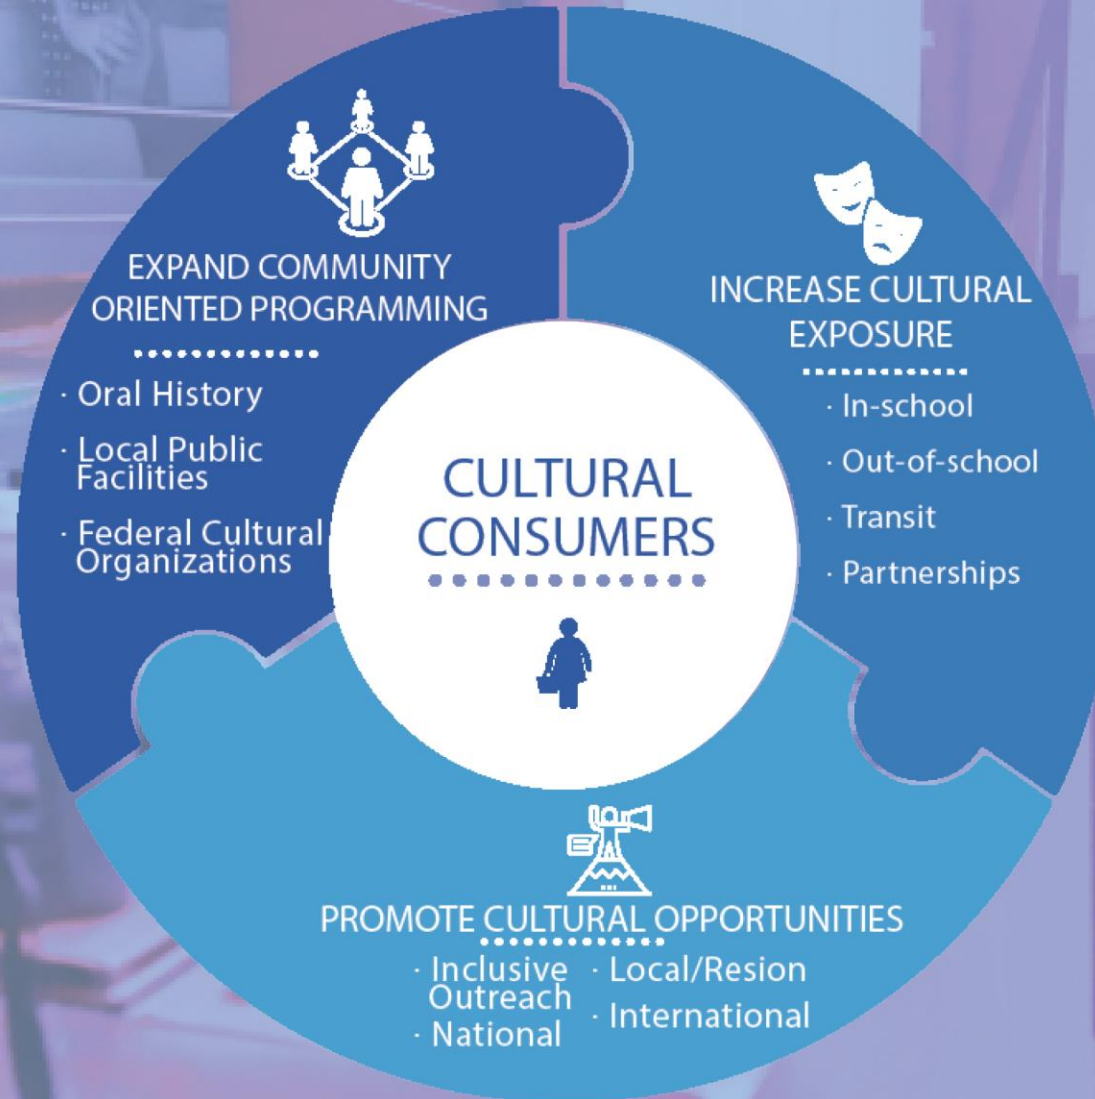 EXPAND COMMUNITY
ORIENTED PROGRAMMING
· Oral History
· Local Public
Facilities
· Federal Cultural
Organizations
INCREASE CULTURAL
EXPOSURE
· In-school
· Out-of-school
· Transit
· Partnerships
CULTURAL
CONSUMERS
PROMOTE CULTURAL OPPORTUNITIES
· Inclusive
Outreach
· National
· Local/Resion
· International